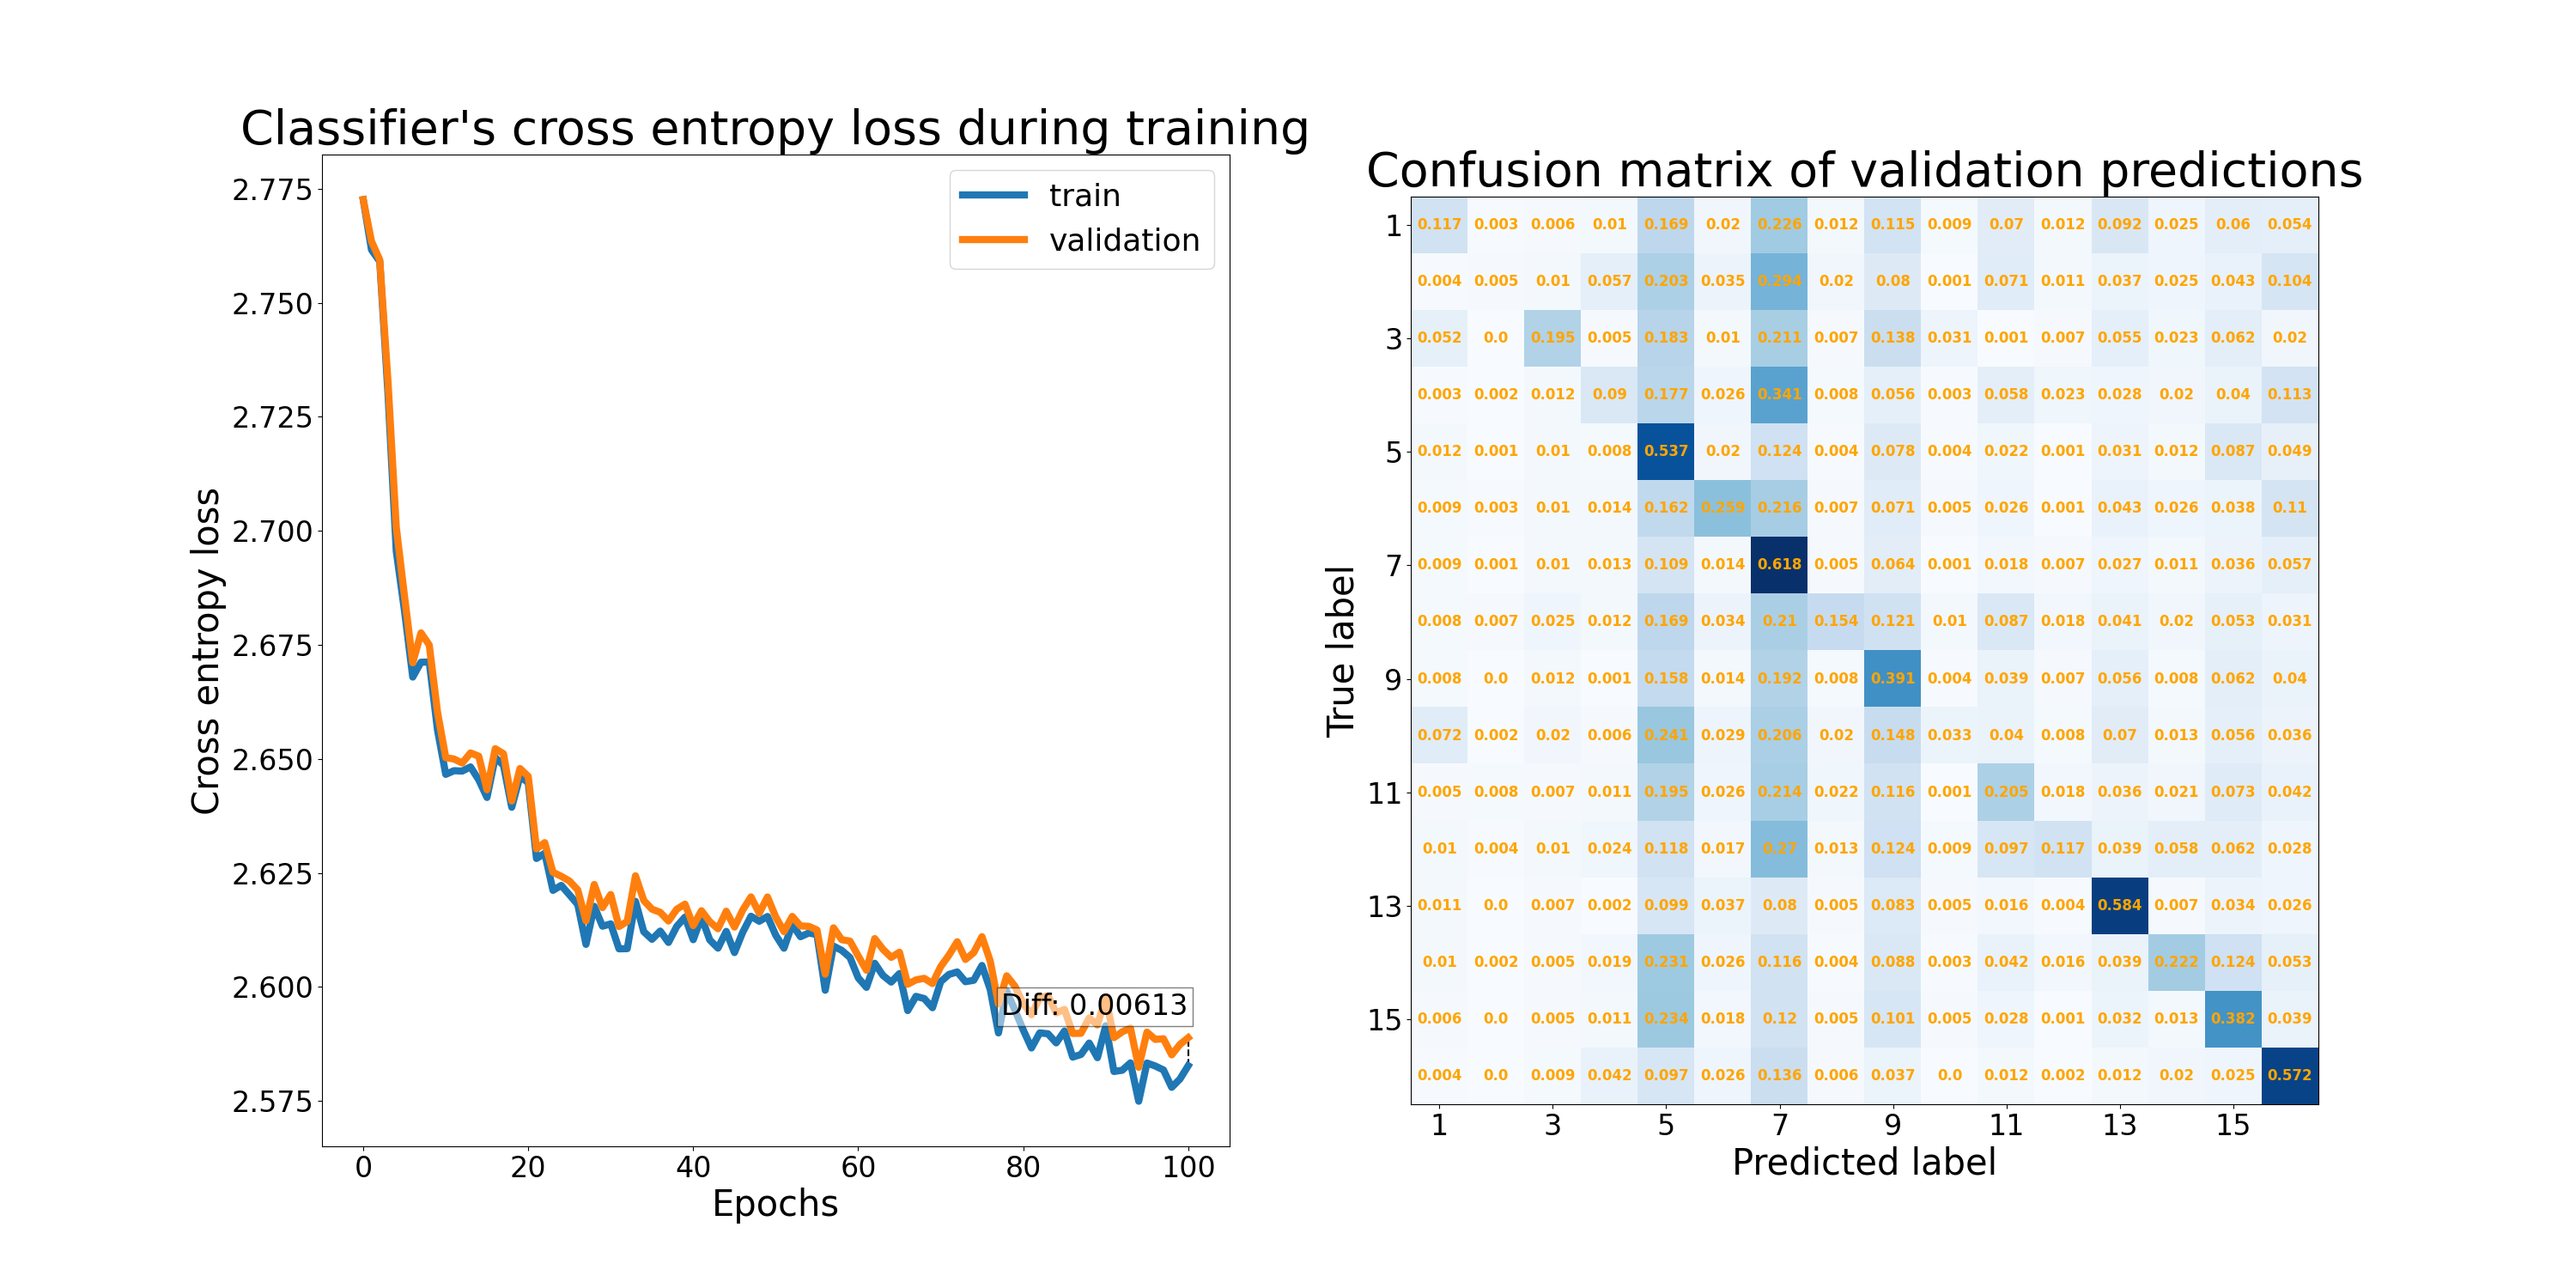 Classifier's cross entropy loss during training
2.775
2.750
2.725
2.700
2.675
2.650
2.625
2.600
2.575
Cross entropy loss
train
validation
Diff: 0.00613
0 20 40 60 80 100
Epochs
Confusion matrix of validation predictions
True label
1 0.117 0.003 0.006 0.01 0.169 0.02 0.226 0.012 0.115 0.009 0.07 0.012 0.092 0.025 0.06 0.054
0.004 0.005 0.01 0.057 0.203 0.035 0.294 0.02 0.08 0.001 0.071 0.011 0.037 0.025 0.043 0.104
3 0.052 0.0 0.195 0.005 0.183 0.01 0.211 0.007 0.138 0.031 0.001 0.007 0.055 0.023 0.062 0.02
0.003 0.002 0.012 0.09 0.177 0.026 0.341 0.008 0.056 0.003 0.058 0.023 0.028 0.02 0.04 0.113
5 0.012 0.001 0.01 0.008 0.537 0.02 0.124 0.004 0.078 0.004 0.022 0.001 0.031 0.012 0.087 0.049
0.009 0.003 0.01 0.014 0.162 0.259 0.216 0.007 0.071 0.005 0.026 0.001 0.043 0.026 0.038 0.11
7 0.009 0.001 0.01 0.013 0.109 0.014 0.618 0.005 0.064 0.001 0.018 0.007 0.027 0.011 0.036 0.057
0.008 0.007 0.025 0.012 0.169 0.034 0.21 0.154 0.121 0.01 0.087 0.018 0.041 0.02 0.053 0.031
9 0.008 0.0 0.012 0.001 0.158 0.014 0.192 0.008 0.391 0.004 0.039 0.007 0.056 0.008 0.062 0.04
0.072 0.002 0.02 0.006 0.241 0.029 0.206 0.02 0.148 0.033 0.04 0.008 0.07 0.013 0.056 0.036
11 0.005 0.008 0.007 0.011 0.195 0.026 0.214 0.022 0.116 0.001 0.205 0.018 0.036 0.021 0.073 0.042
0.01 0.004 0.01 0.024 0.118 0.017 0.27 0.013 0.124 0.009 0.097 0.117 0.039 0.058 0.062 0.028
13 0.011 0.0 0.007 0.002 0.099 0.037 0.08 0.005 0.083 0.005 0.016 0.004 0.584 0.007 0.034 0.026
0.01 0.002 0.005 0.019 0.231 0.026 0.116 0.004 0.088 0.003 0.042 0.016 0.039 0.222 0.124 0.053
15 0.006 0.0 0.005 0.011 0.234 0.018 0.12 0.007 0.101 0.005 0.028 0.001 0.032 0.013 0.382 0.039
0.004 0.0 0.009 0.042 0.097 0.026 0.136 0.006 0.037 0.0 0.012 0.002 0.012 0.02 0.025 0.572
1 3 5 7 9 11 13 15
Predicted label